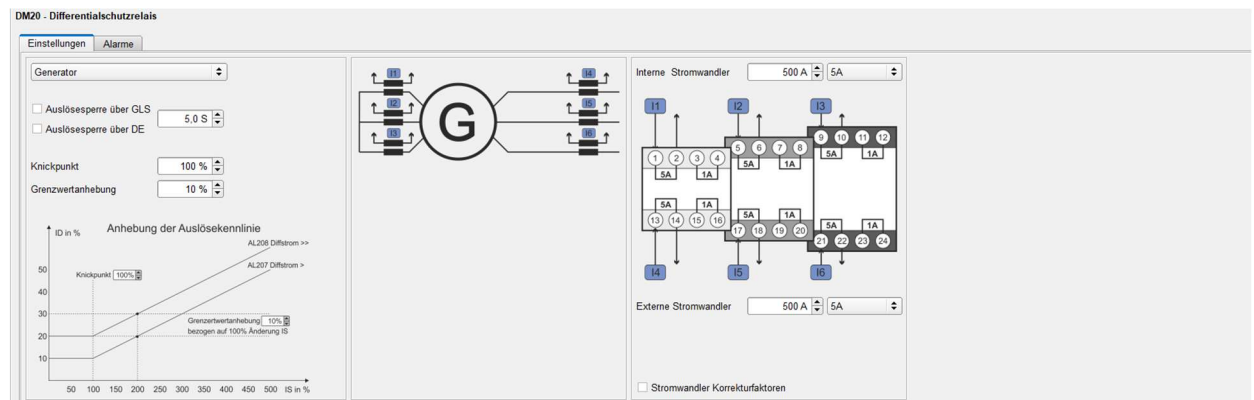 DM20 - Differentialschutzrelais
Einstellungen Alarme
Generator
Auslösesperre über GLS
5,0 S
Auslösesperre über DE
Knickpunkt 100 %
Grenzwertanhebung 10 %
Anhebung der Auslösekennlinie
ID in %
AL208 Diffstrom >>
AL207 Diffstrom >
Knickpunkt 100%
Grenzertwertanhebung 10%
bezogen auf 100% Änderung IS
50
40
30
20
10
50 100 150 200 250 300 350 400 450 500 IS in %
I1 I4
I2 I5
I3 I6
G
Interne Stromwandler 500 A 5A
I1 I2 I3
9 10 11 12
5 6 7 8
5A 1A
1 2 3 4
5A 1A
5A 1A
5A 1A
13 14 15 16
5A 1A
17 18 19 20
5A 1A
21 22 23 24
I4 I5 I6
Externe Stromwandler 500 A 5A
Stromwandler Korrekturfaktoren